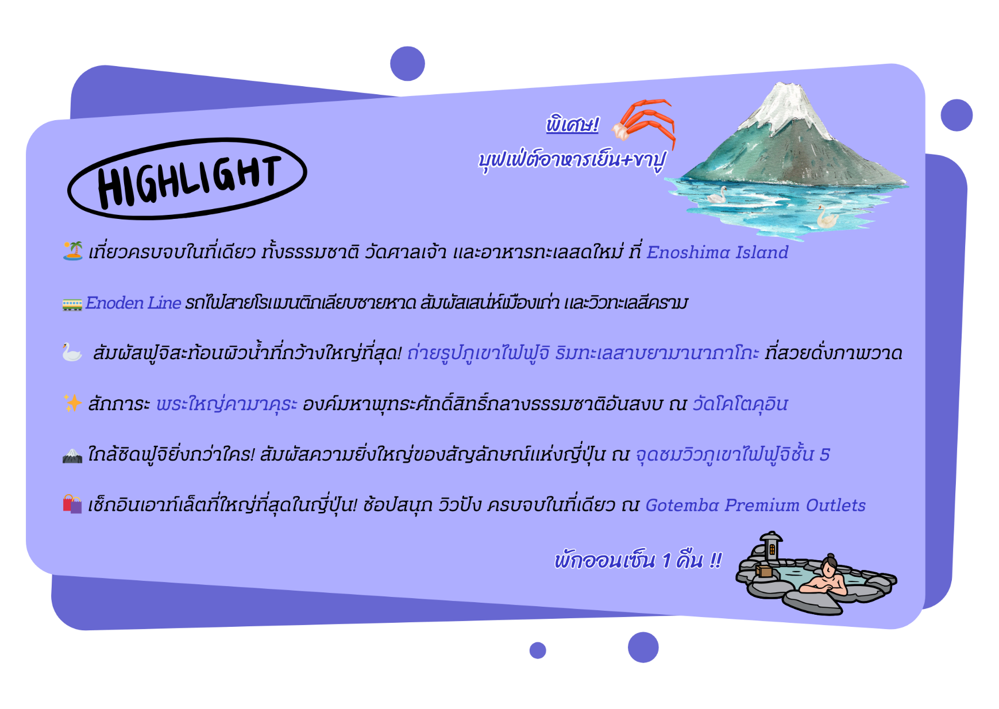 พิเศษ!
บุฟเฟ่ต์อาหารเย็น+ขาปู
HIGHLIGHT
เที่ยวครบจบในที่เดียว ทั้งธรรมชาติ วัดศาลเจ้า และอาหารทะเลสดใหม่ ที่ Enoshima Island
Enoden Line รถไฟสายโรแมนติกเลียบชายหาด สัมผัสเสน่ห์เมืองเก่า และวิวทะเลสีคราม
สัมผัสฟูจิสะท้อนผิวน้ำที่กว้างใหญ่ที่สุด! ถ่ายรูปภูเขาไฟฟูจิ ริมทะเลสาบยามานากาโกะ ที่สวยดั่งภาพวาด
สักการะ พระใหญ่คามาคุระ องค์มหาพุทธะศักดิ์สิทธิ์กลางธรรมชาติอันสงบ ณ วัดโคโตคุอิน
ใกล้ชิดฟูจิยิ่งกว่าใคร! สัมผัสความยิ่งใหญ่ของสัญลักษณ์แห่งญี่ปุ่น ณ จุดชมวิวภูเขาไฟฟูจิชั้น 5
เช็กอินเอาท์เล็ตที่ใหญ่ที่สุดในญี่ปุ่น! ช้อปสนุก วิวปัง ครบจบในที่เดียว ณ Gotemba Premium Outlets
พักออนเซ็น 1 คืน !!